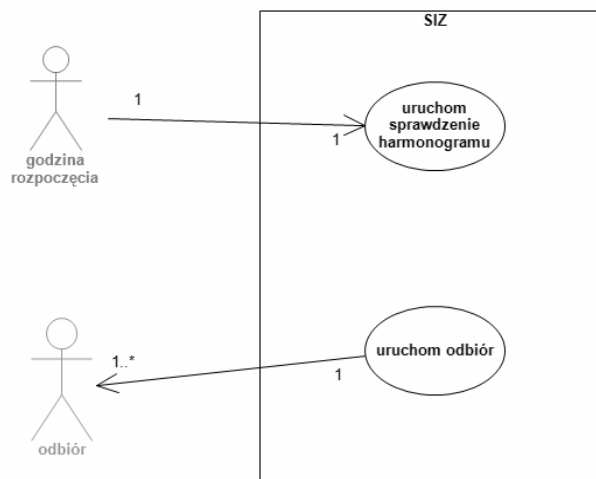 SIZ
1
1
uruchom
sprawdzenie
harmonogramu
godzina
rozpoczęcia
1..*
1
uruchom odbiór
odbiór